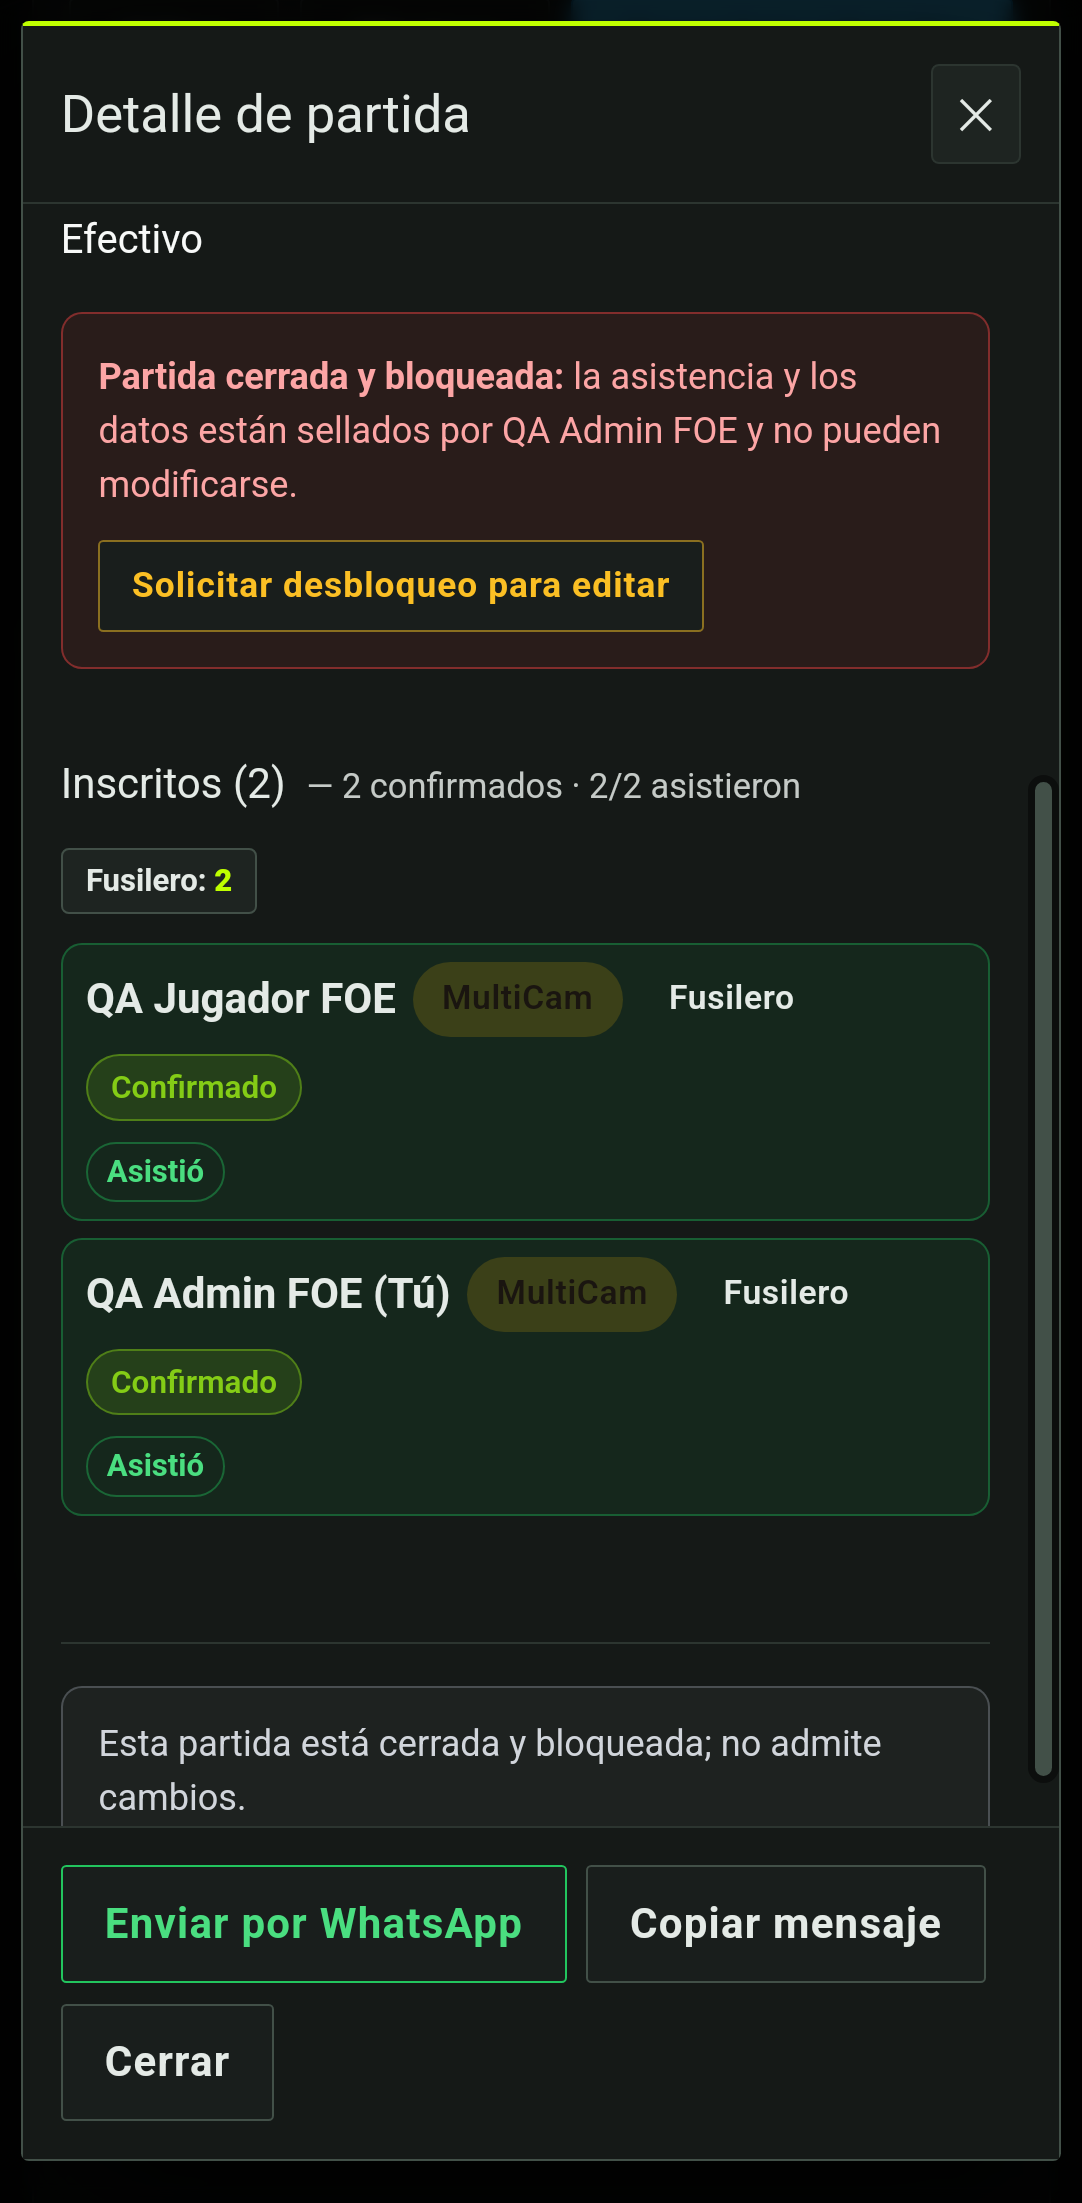 Detalle de partida
Efectivo
Partida cerrada y bloqueada: la asistencia y los
datos están sellados por QA Admin FOE y no pueden
modificarse.
Solicitar desbloqueo para editar
Inscritos (2) — 2 confirmados · 2/2 asistieron
Fusilero: 2
QA Jugador FOE MultiCam Fusilero
Confirmado
Asistió
QA Admin FOE (Tú) MultiCam Fusilero
Confirmado
Asistió
Esta partida está cerrada y bloqueada; no admite
cambios.
Enviar por WhatsApp Copiar mensaje
Cerrar